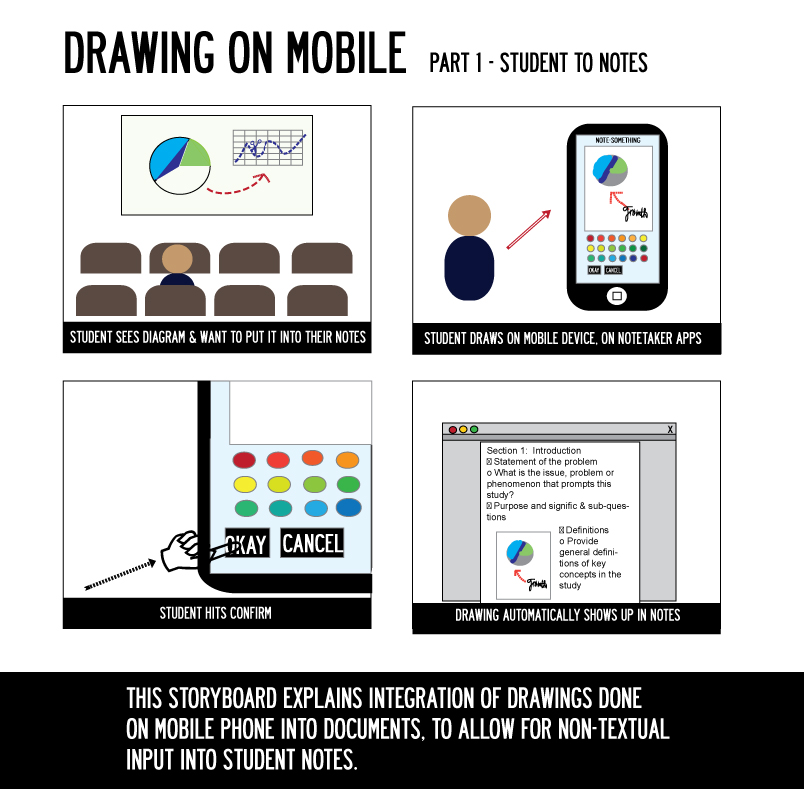 DRAWING ON MOBILE PART 1 - STUDENT TO NOTES
STUDENT SEES DIAGRAM & WANT TO PUT IT INTO THEIR NOTES
NOTE-SOMETHING
Growth
OKAY CANCEL
STUDENT DRAWS ON MOBILE DEVICE, ON NOTETAKER APPS
OKAY CANCEL
STUDENT HITS CONFIRM
X
Section 1: Introduction
Statement of the problem
o What is the issue, problem or
phenomenon that prompts this
study?
Purpose and signific & sub-ques-
tions
Definitions
o Provide
general defini-
tions of key
concepts in the
study
Growth
DRAWING AUTOMATICALLY SHOWS UP IN NOTES
THIS STORYBOARD EXPLAINS INTEGRATION OF DRAWINGS DONE
ON MOBILE PHONE INTO DOCUMENTS, TO ALLOW FOR NON-TEXTUAL
INPUT INTO STUDENT NOTES.